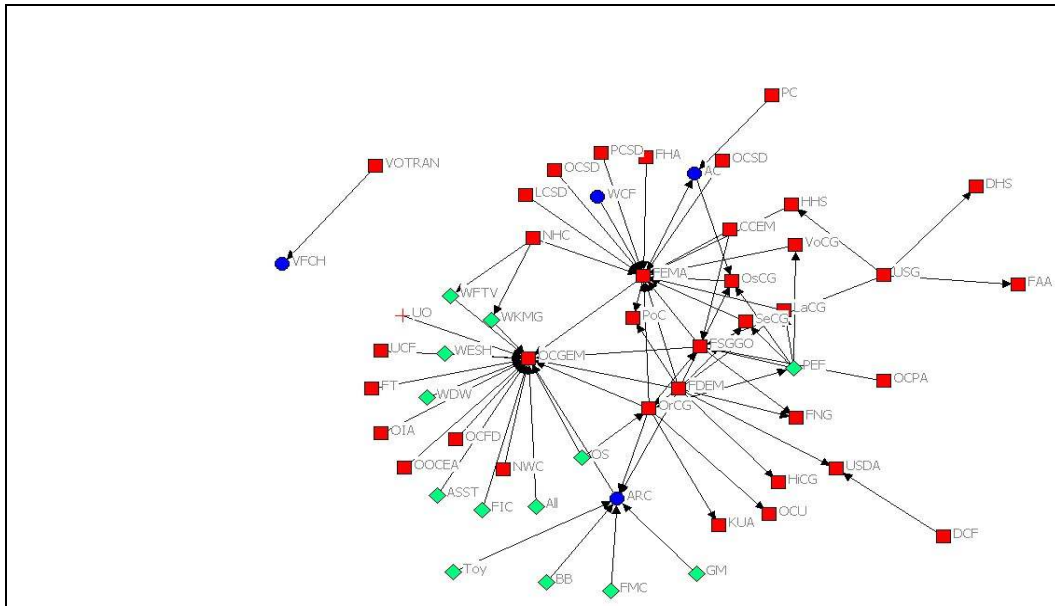 PC
PCSD
FHA
OCSD
OCSD
VOTRAN
AC
DHS
LCSD
WCF
HHS
CCEM
NHC
VoCG
VFCH
FEMA
USG
OsCG
FAA
WFTV
LaCG
UO
WKMG
PoC
SeCG
UCF
WESH
OCGEM
FSGGO
PEF
OCPA
FT
FDEM
WDW
OrCG
FNG
OIA
OCFD
OS
OOCEA
NWC
USDA
HiCG
ASST
ARC
FIC
All
OCU
KUA
DCF
Toy
BB
FMC
GM